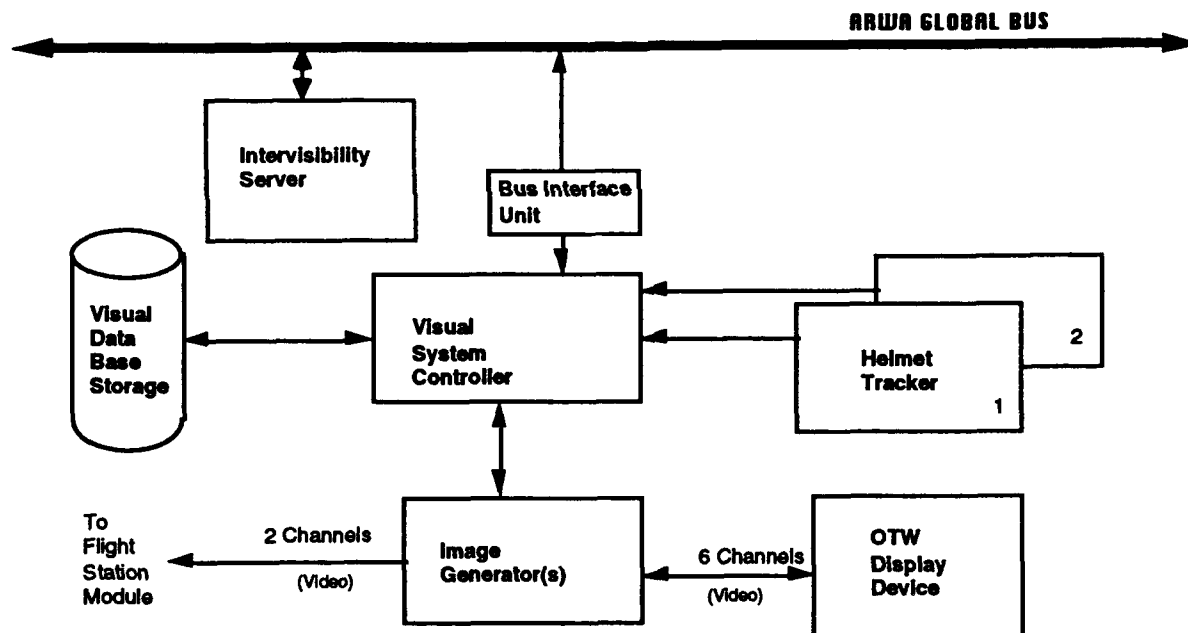 ARWA GLOBAL BUS
Intervisibility
Server
Bus Interface
Unit
Visual
Data
Base
Storage
Visual
System
Controller
Helmet
Tracker
1
2
To
Flight
Station
Module
2 Channels
(Video)
Image
Generator(s)
6 Channels
(Video)
OTW
Display
Device